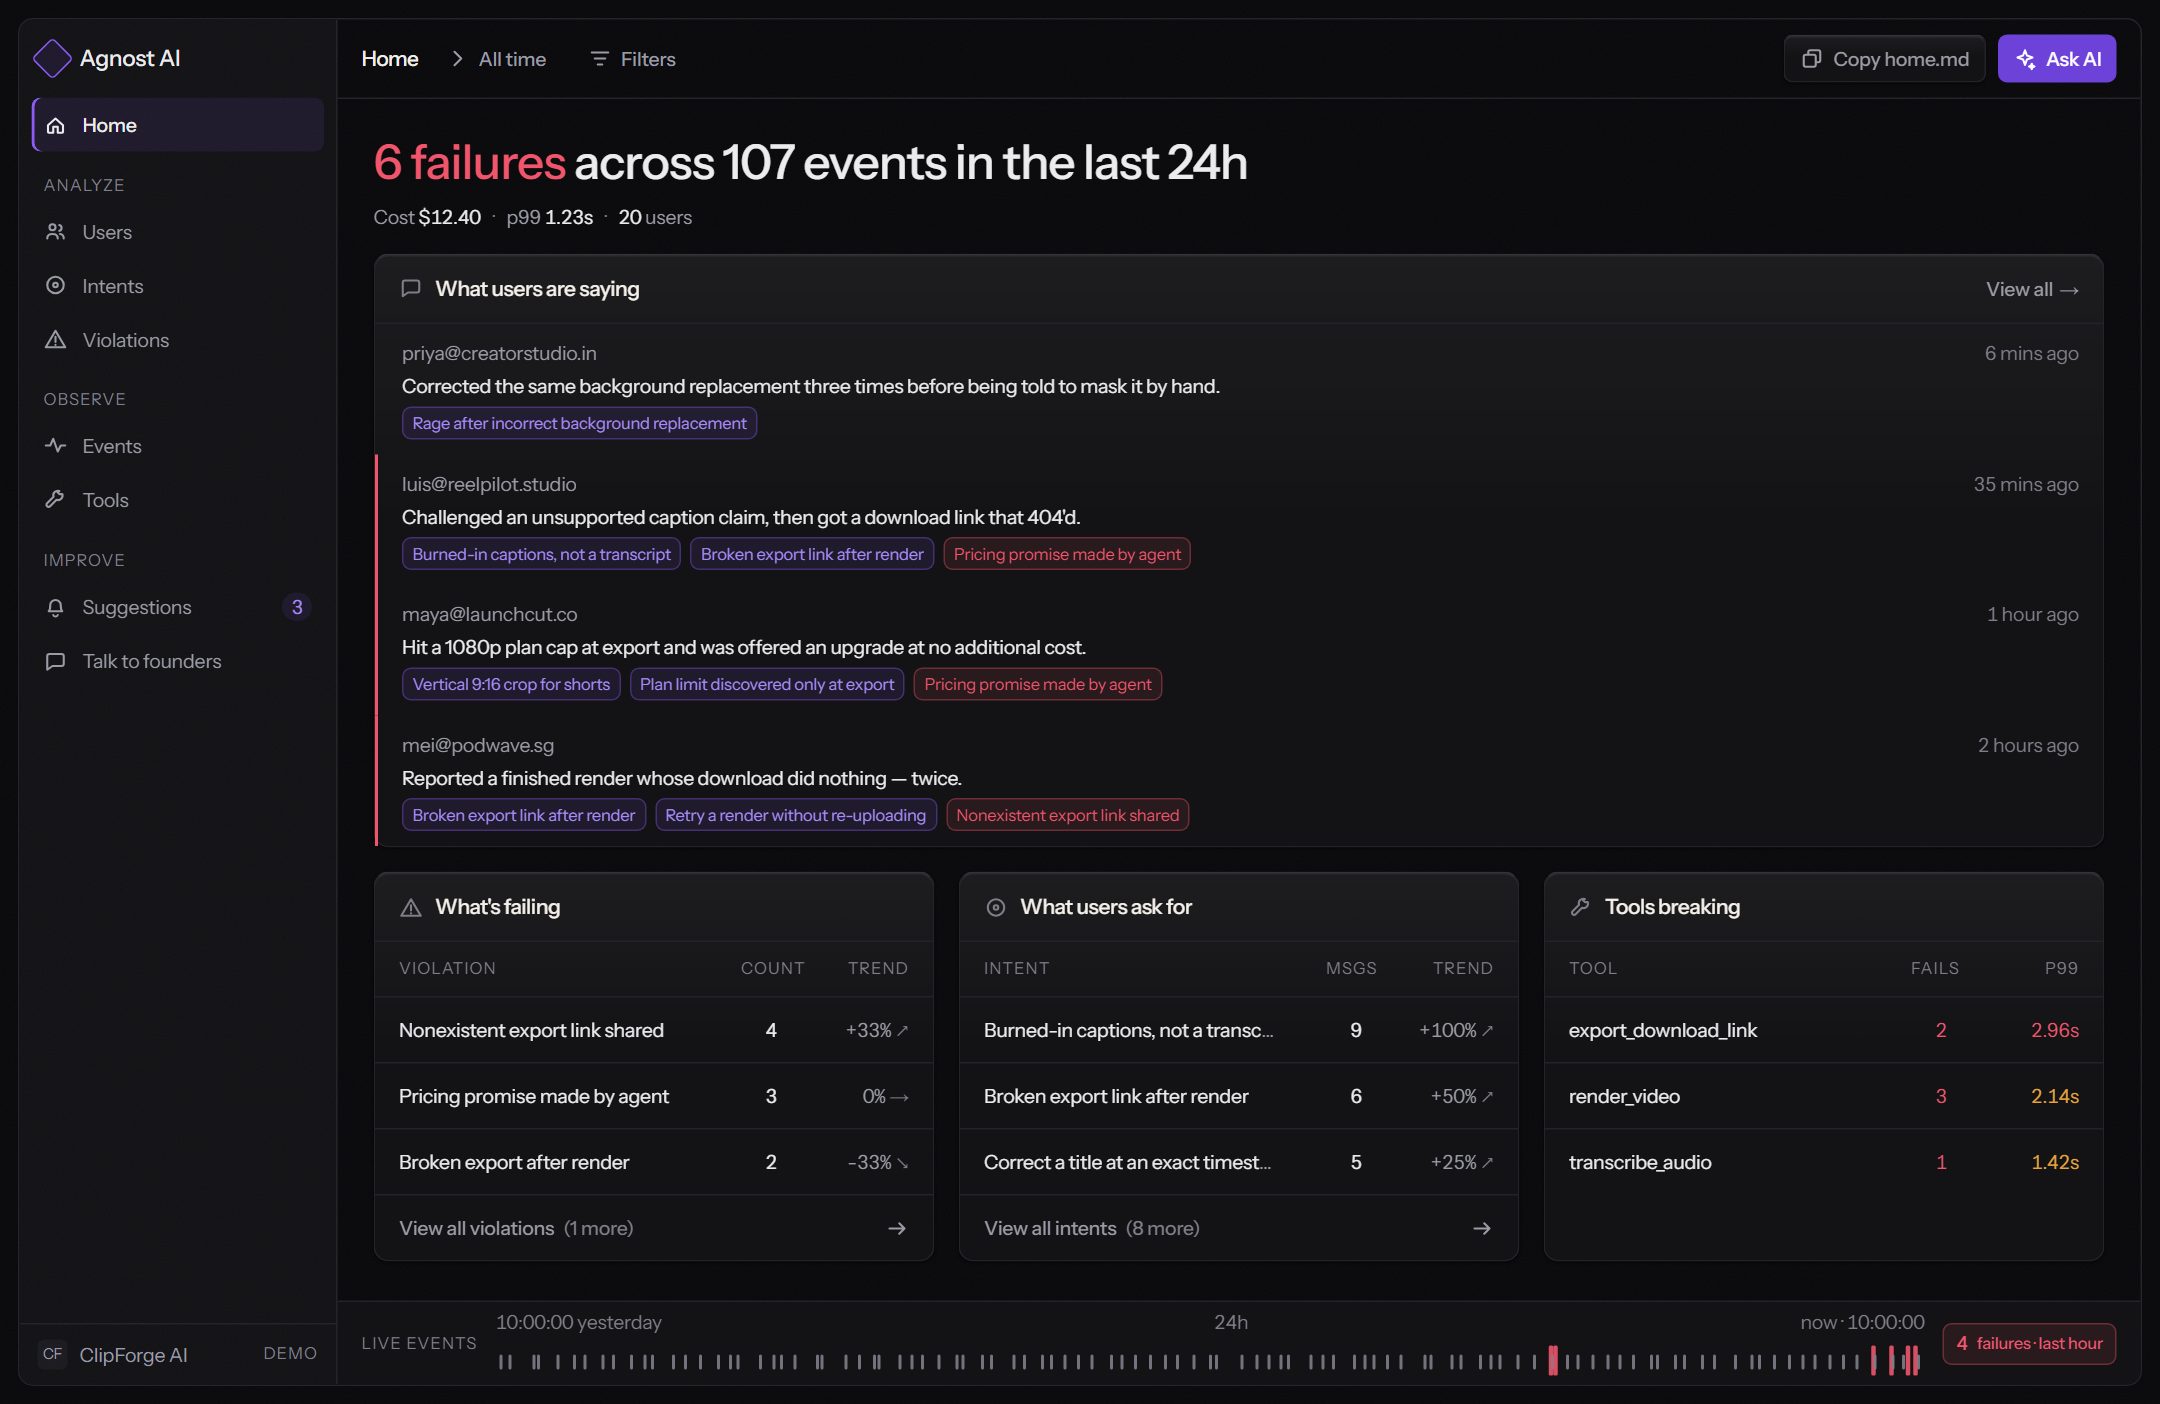 Agnost AI
Home
ANALYZE
Users
Intents
Violations
OBSERVE
Events
Tools
IMPROVE
Suggestions 3
Talk to founders
CF ClipForge AI DEMO
Home All time Filters
Copy home.md Ask AI
6 failures across 107 events in the last 24h
Cost $12.40 · p99 1.23s · 20 users
What users are saying View all →
priya@creatorstudio.in 6 mins ago
Corrected the same background replacement three times before being told to mask it by hand.
Rage after incorrect background replacement
luis@reelpilot.studio 35 mins ago
Challenged an unsupported caption claim, then got a download link that 404'd.
Burned-in captions, not a transcript Broken export link after render Pricing promise made by agent
maya@launchcut.co 1 hour ago
Hit a 1080p plan cap at export and was offered an upgrade at no additional cost.
Vertical 9:16 crop for shorts Plan limit discovered only at export Pricing promise made by agent
mei@podwave.sg 2 hours ago
Reported a finished render whose download did nothing — twice.
Broken export link after render Retry a render without re-uploading Nonexistent export link shared
What's failing
VIOLATION COUNT TREND
Nonexistent export link shared 4 +33% ↗
Pricing promise made by agent 3 0% →
Broken export after render 2 -33% ↘
View all violations (1 more) →
What users ask for
INTENT MSGS TREND
Burned-in captions, not a transc... 9 +100% ↗
Broken export link after render 6 +50% ↗
Correct a title at an exact timest... 5 +25% ↗
View all intents (8 more) →
Tools breaking
TOOL FAILS P99
export_download_link 2 2.96s
render_video 3 2.14s
transcribe_audio 1 1.42s
LIVE EVENTS
10:00:00 yesterday 24h now · 10:00:00
4 failures · last hour